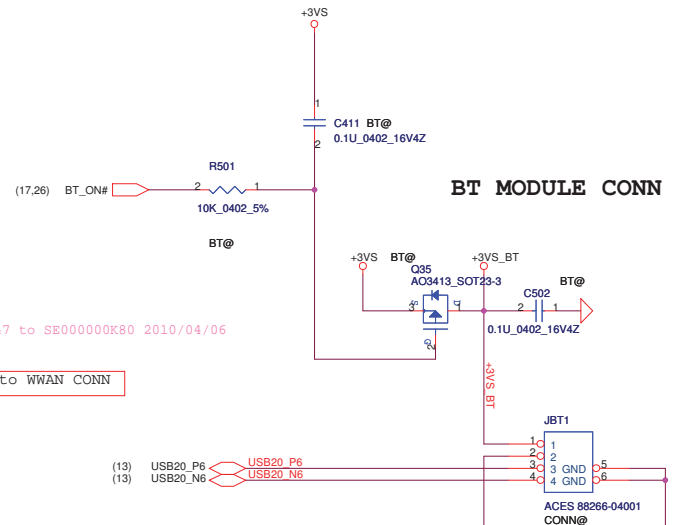 +3VS
1
C411 BT@
2
0.1U_0402_16V4Z
R501
(17,26) BT_ON#
2 1
10K_0402_5%
BT@
BT MODULE CONN
+3VS BT@ +3VS_BT
Q35
AO3413_SOT23-3
BT@
C502
S D
3 1
2 1
G
2
0.1U_0402_16V4Z
7 to SE000000K80 2010/04/06
+3VS_BT
to WWAN CONN
JBT1
1 1
2 2
(13) USB20_P6 USB20_P6 3 3 GND 5
(13) USB20_N6 USB20_N6 4 4 GND 6
ACES 88266-04001
CONN@